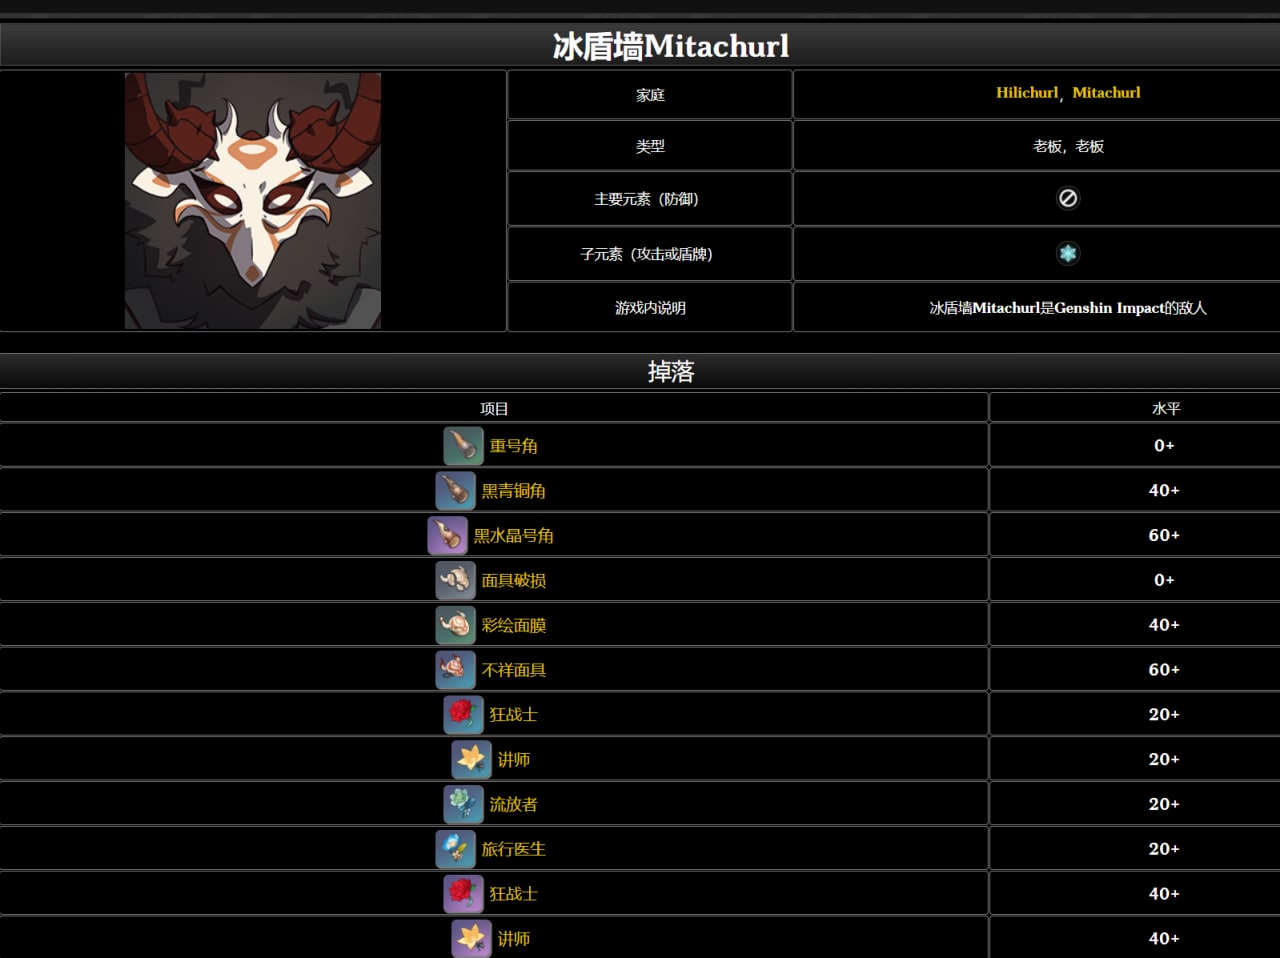 冰盾墙Mitachurl
家庭
Hilichurl，Mitachurl
类型
老板，老板
主要元素（防御）
子元素（攻击或盾牌）
游戏内说明
冰盾墙Mitachurl是Genshin Impact的敌人
掉落
项目 水平
重号角 0+
黑青铜角 40+
黑水晶号角 60+
面具破损 0+
彩绘面膜 40+
不祥面具 60+
狂战士 20+
讲师 20+
流放者 20+
旅行医生 20+
狂战士 40+
讲师 40+